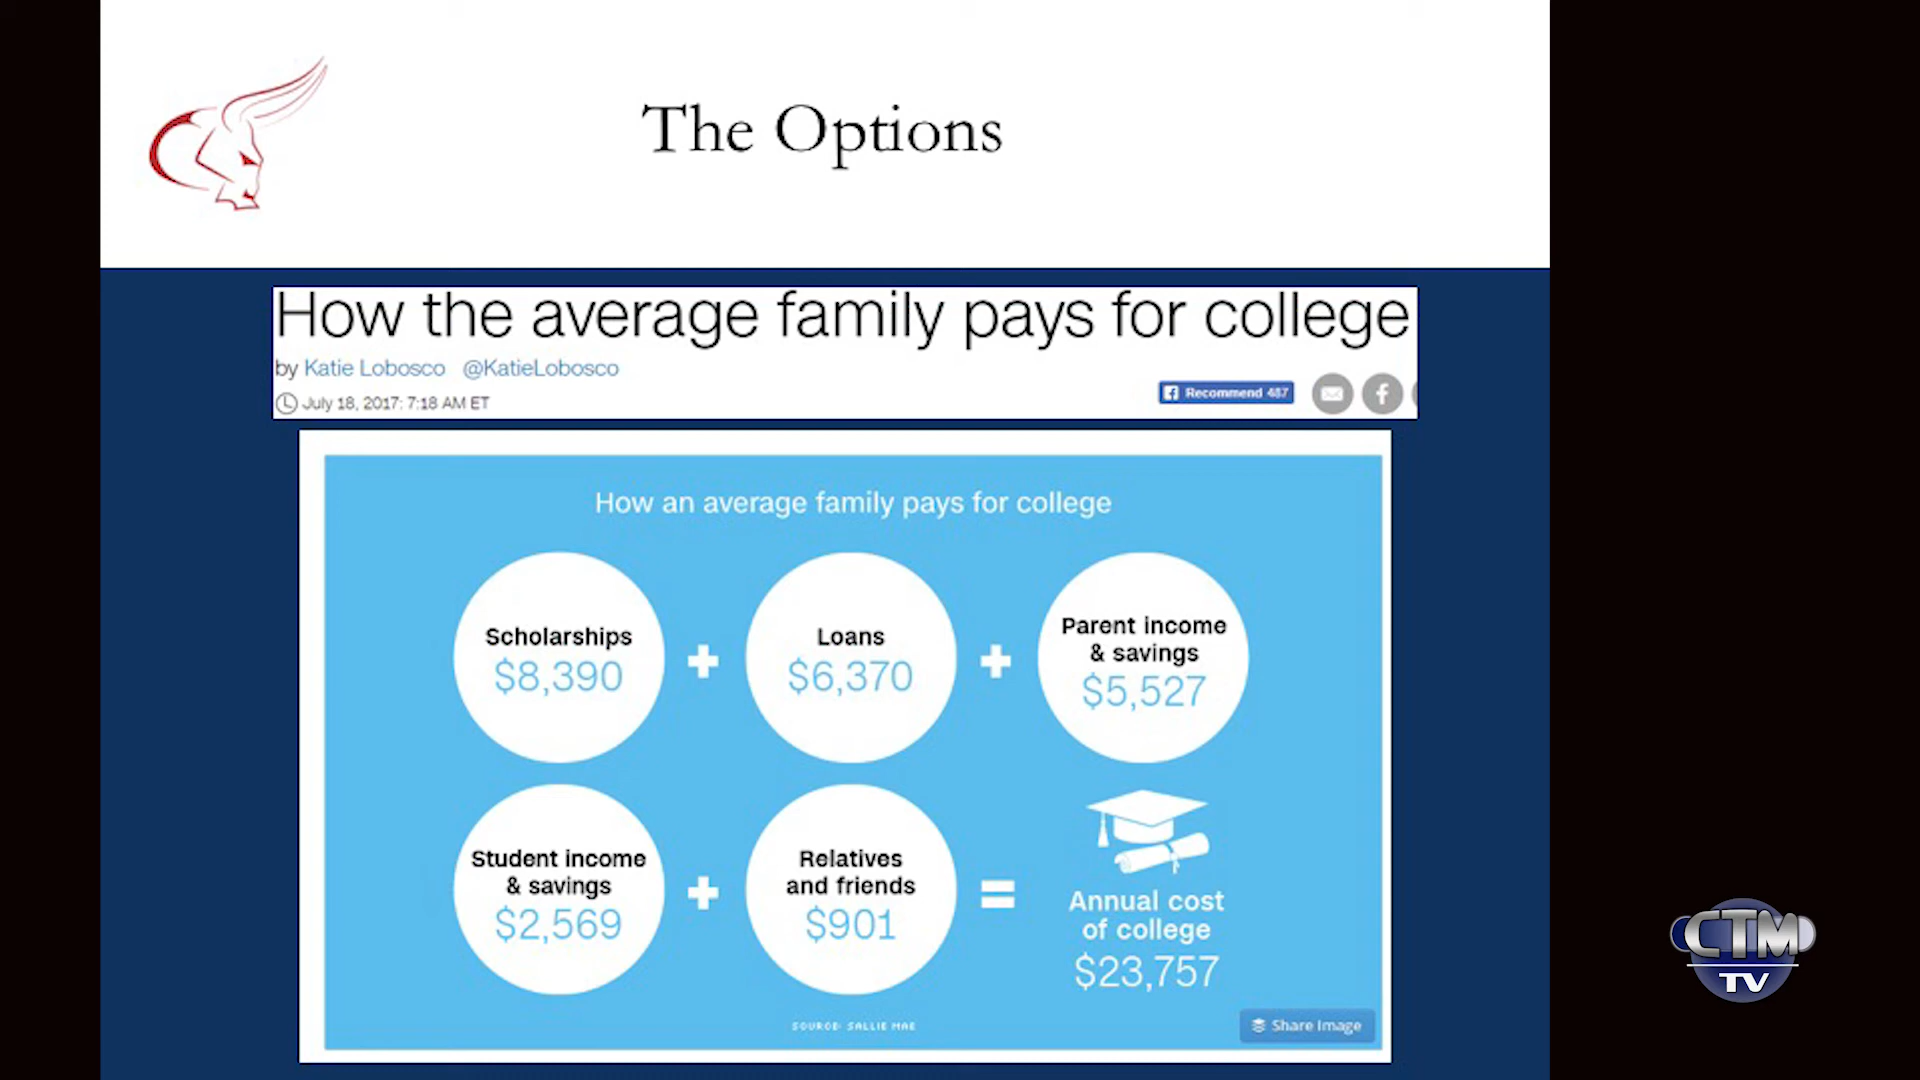 The Options
How the average family pays for college
by Katie Lobosco @KatieLobosco
July 18, 2017: 7:18 AM ET
Recommend 487
How an average family pays for college
Scholarships
$8,390
Loans
$6,370
Parent income
& savings
$5,527
Student income
& savings
$2,569
Relatives
and friends
$901
Annual cost
of college
$23,757
SOURCE: SALLIE MAE
Share Image
CTM
TV